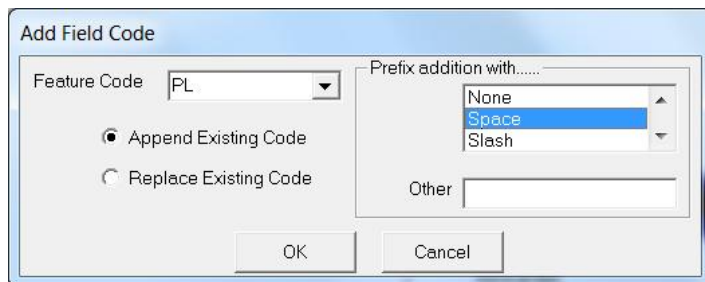 Add Field Code
Feature Code PL
Append Existing Code
Replace Existing Code
Prefix addition with......
None
Space
Slash
Other
OK Cancel